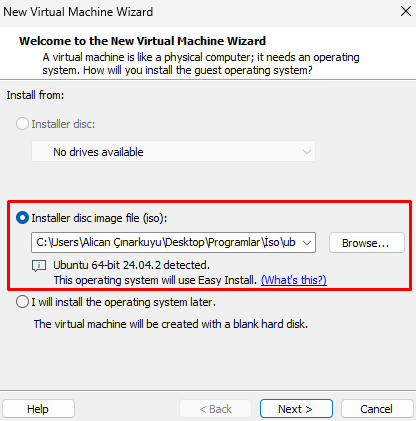 New Virtual Machine Wizard
Welcome to the New Virtual Machine Wizard
A virtual machine is like a physical computer; it needs an operating
system. How will you install the guest operating system?
Install from:
Installer disc:
No drives available
Installer disc image file (iso):
C:\Users\Alican Çınarkuyu\Desktop\Programlar\İso\ub
Browse...
Ubuntu 64-bit 24.04.2 detected.
This operating system will use Easy Install. (What's this?)
I will install the operating system later.
The virtual machine will be created with a blank hard disk.
Help
< Back
Next >
Cancel